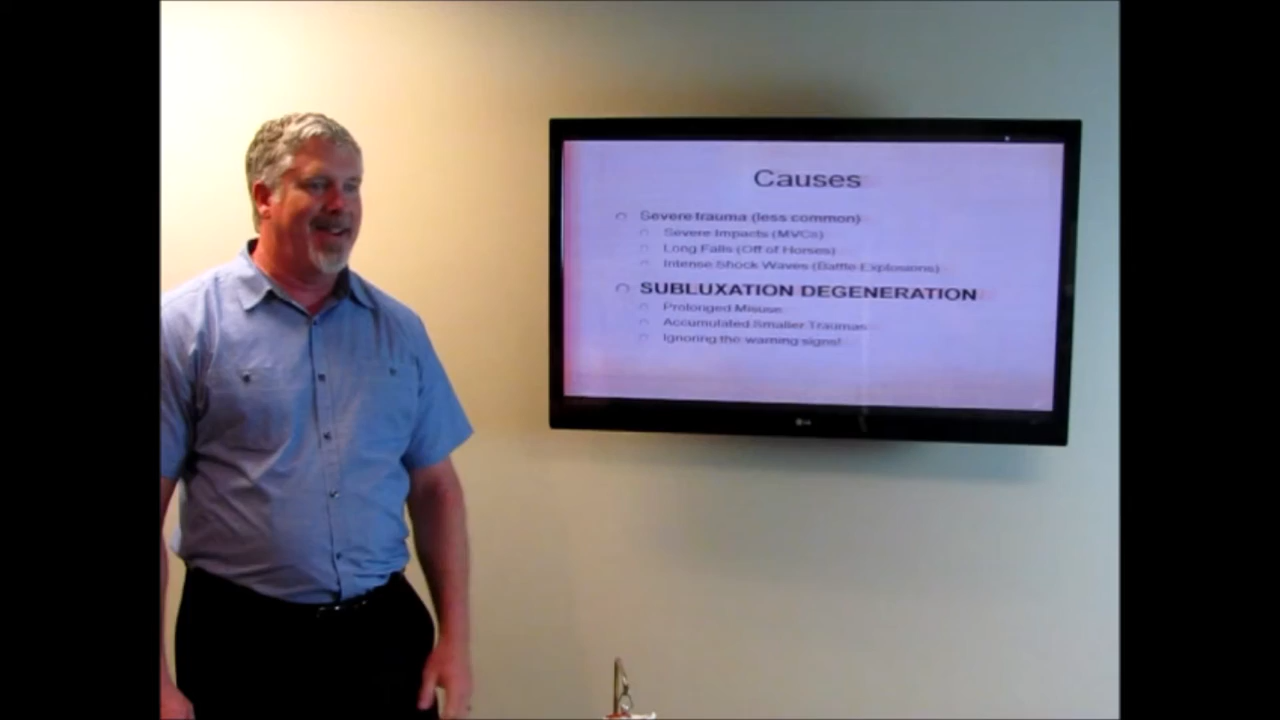 Causes
Severe trauma (less common)
Severe Impacts (MVCs)
Long Falls (Off of Horses)
Intense Shock Waves (Battle Explosions)
SUBLUXATION DEGENERATION
Prolonged Misuse
Accumulated Smaller Traumas
Ignoring the warning signs!
LG